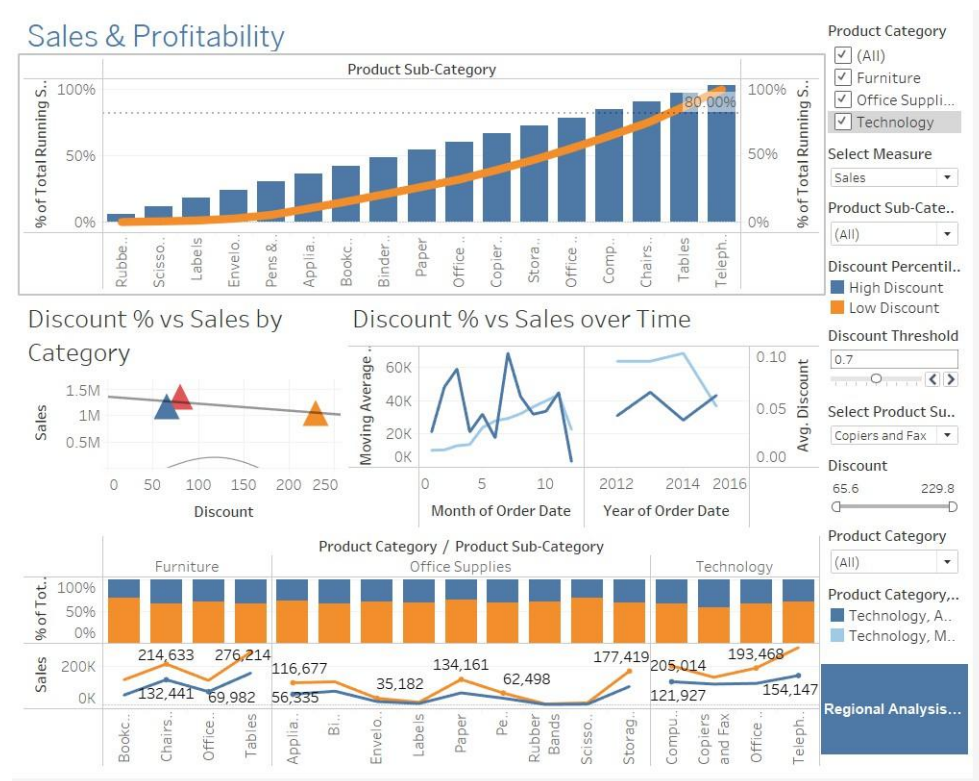 Sales & Profitability
Product Sub-Category
% of Total Running S..
100%
50%
0%
80.00%
100%
50%
0%
% of Total Running S..
Rubbe..
Scisso..
Labels
Envelo..
Pens &..
Applia..
Bookc..
Binder..
Paper
Office ..
Copier..
Stora..
Office ..
Comp..
Chairs..
Tables
Teleph..
Discount % vs Sales by
Category
Sales
1.5M
1M
0.5M
0 50 100 150 200 250
Discount
Discount % vs Sales over Time
Moving Average ..
60K
40K
20K
0K
0.10
0.05
0.00
Avg. Discount
0 5 10
2012 2014 2016
Month of Order Date
Year of Order Date
Product Category / Product Sub-Category
Furniture
Office Supplies
Technology
% of Tot..
100%
50%
0%
Sales
200K
0K
214,633
276,214
132,441
69,982
116,677
56,335
35,182
134,161
62,498
177,419
205,014
193,468
121,927
154,147
Bookc..
Chairs..
Office..
Tables
Applia..
Bi..
Envelo..
Labels
Paper
Pe..
Rubber
Bands
Scisso..
Storag..
Compu..
Copiers
and Fax
Office ..
Teleph..
Product Category
(All)
Furniture
Office Suppli...
Technology
Select Measure
Sales
Product Sub-Cate..
(All)
Discount Percentil..
High Discount
Low Discount
Discount Threshold
0.7
Select Product Su..
Copiers and Fax
Discount
65.6 229.8
Product Category
(All)
Product Category,..
Technology, A..
Technology, M..
Regional Analysis...